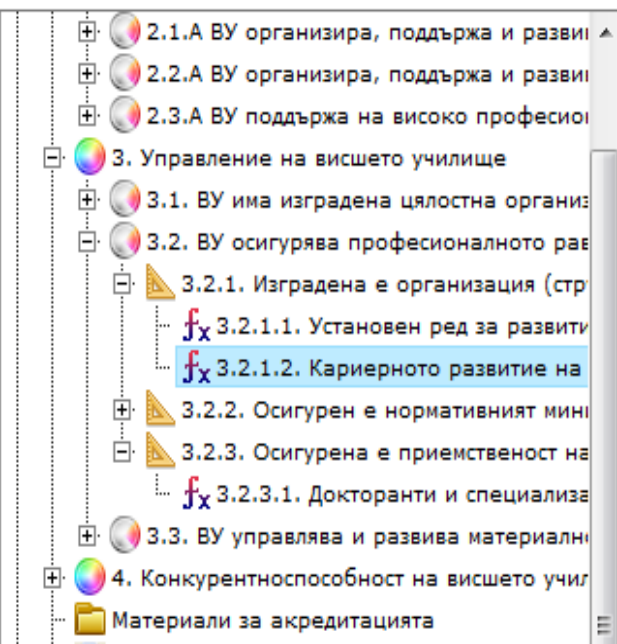 2.1.А ВУ организира, поддържа и разви
2.2.А ВУ организира, поддържа и разви
2.3.А ВУ поддържа на високо професио
3. Управление на висшето училище
3.1. ВУ има изградена цялостна организ
3.2. ВУ осигурява професионалното рав
3.2.1. Изградена е организация (стр
fx 3.2.1.1. Установен ред за развити
fx 3.2.1.2. Кариерното развитие на
3.2.2. Осигурен е нормативният мин
3.2.3. Осигурена е приемственост на
fx 3.2.3.1. Докторанти и специализа
3.3. ВУ управлява и развива материалн
4. Конкурентноспособност на висшето учил
Материали за акредитацията